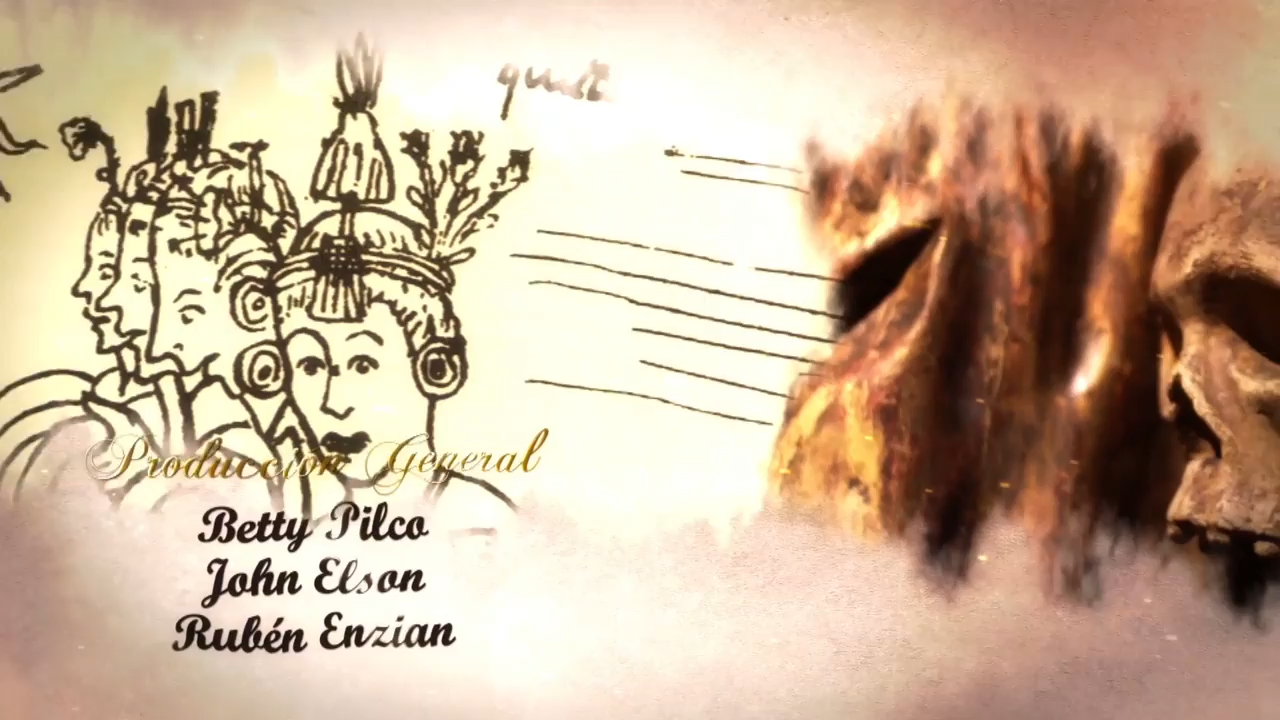 Producción General
Betty Pilco
John Elson
Rubén Enzian